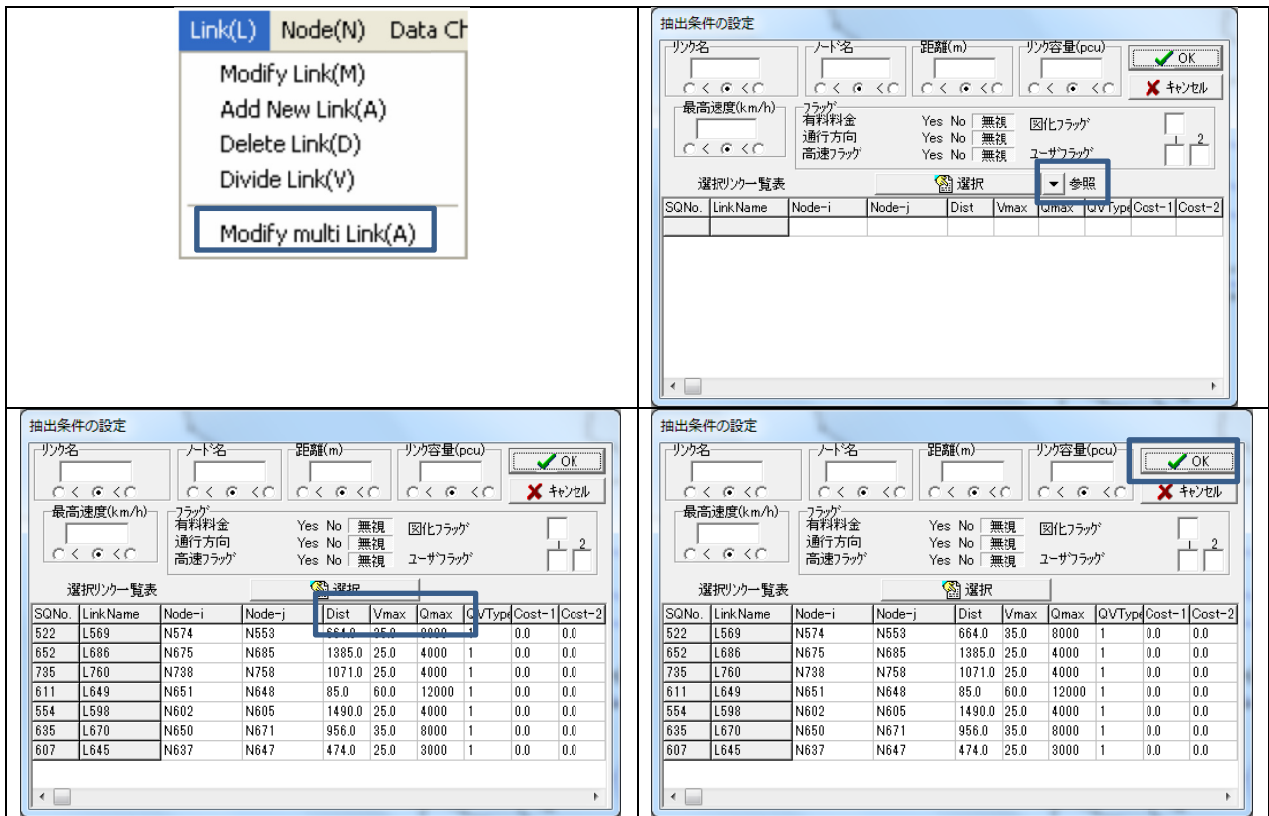 Link(L) Node(N) Data Ch
Modify Link(M)
Add New Link(A)
Delete Link(D)
Divide Link(V)
Modify multi Link(A)
抽出条件の設定
リンク名 ノード名 距離(m) リンク容量(pcu) OK
< < < < < < < < キャンセル
最高速度(km/h) フラッグ
有料料金 Yes No 無視 図化フラッグ
通行方向 Yes No 無視 1 2
< < 高速フラッグ Yes No 無視 ユーザフラッグ
選択リンク一覧表 選択 参照
SQNo. LinkName Node-i Node-j Dist Vmax Qmax QVType Cost-1 Cost-2
抽出条件の設定
リンク名 ノード名 距離(m) リンク容量(pcu) OK
< < < < < < < < キャンセル
最高速度(km/h) フラッグ
有料料金 Yes No 無視 図化フラッグ
通行方向 Yes No 無視 1 2
< < 高速フラッグ Yes No 無視 ユーザフラッグ
選択リンク一覧表 選択
SQNo. LinkName Node-i Node-j Dist Vmax Qmax QVType Cost-1 Cost-2
522 L569 N574 N553 664.0 35.0 8000 1 0.0 0.0
652 L686 N675 N685 1385.0 25.0 4000 1 0.0 0.0
735 L760 N738 N758 1071.0 25.0 4000 1 0.0 0.0
611 L649 N651 N648 85.0 60.0 12000 1 0.0 0.0
554 L598 N602 N605 1490.0 25.0 4000 1 0.0 0.0
635 L670 N650 N671 956.0 35.0 8000 1 0.0 0.0
607 L645 N637 N647 474.0 25.0 3000 1 0.0 0.0
抽出条件の設定
リンク名 ノード名 距離(m) リンク容量(pcu) OK
< < < < < < < < キャンセル
最高速度(km/h) フラッグ
有料料金 Yes No 無視 図化フラッグ
通行方向 Yes No 無視 1 2
< < 高速フラッグ Yes No 無視 ユーザフラッグ
選択リンク一覧表 選択
SQNo. LinkName Node-i Node-j Dist Vmax Qmax QVType Cost-1 Cost-2
522 L569 N574 N553 664.0 35.0 8000 1 0.0 0.0
652 L686 N675 N685 1385.0 25.0 4000 1 0.0 0.0
735 L760 N738 N758 1071.0 25.0 4000 1 0.0 0.0
611 L649 N651 N648 85.0 60.0 12000 1 0.0 0.0
554 L598 N602 N605 1490.0 25.0 4000 1 0.0 0.0
635 L670 N650 N671 956.0 35.0 8000 1 0.0 0.0
607 L645 N637 N647 474.0 25.0 3000 1 0.0 0.0